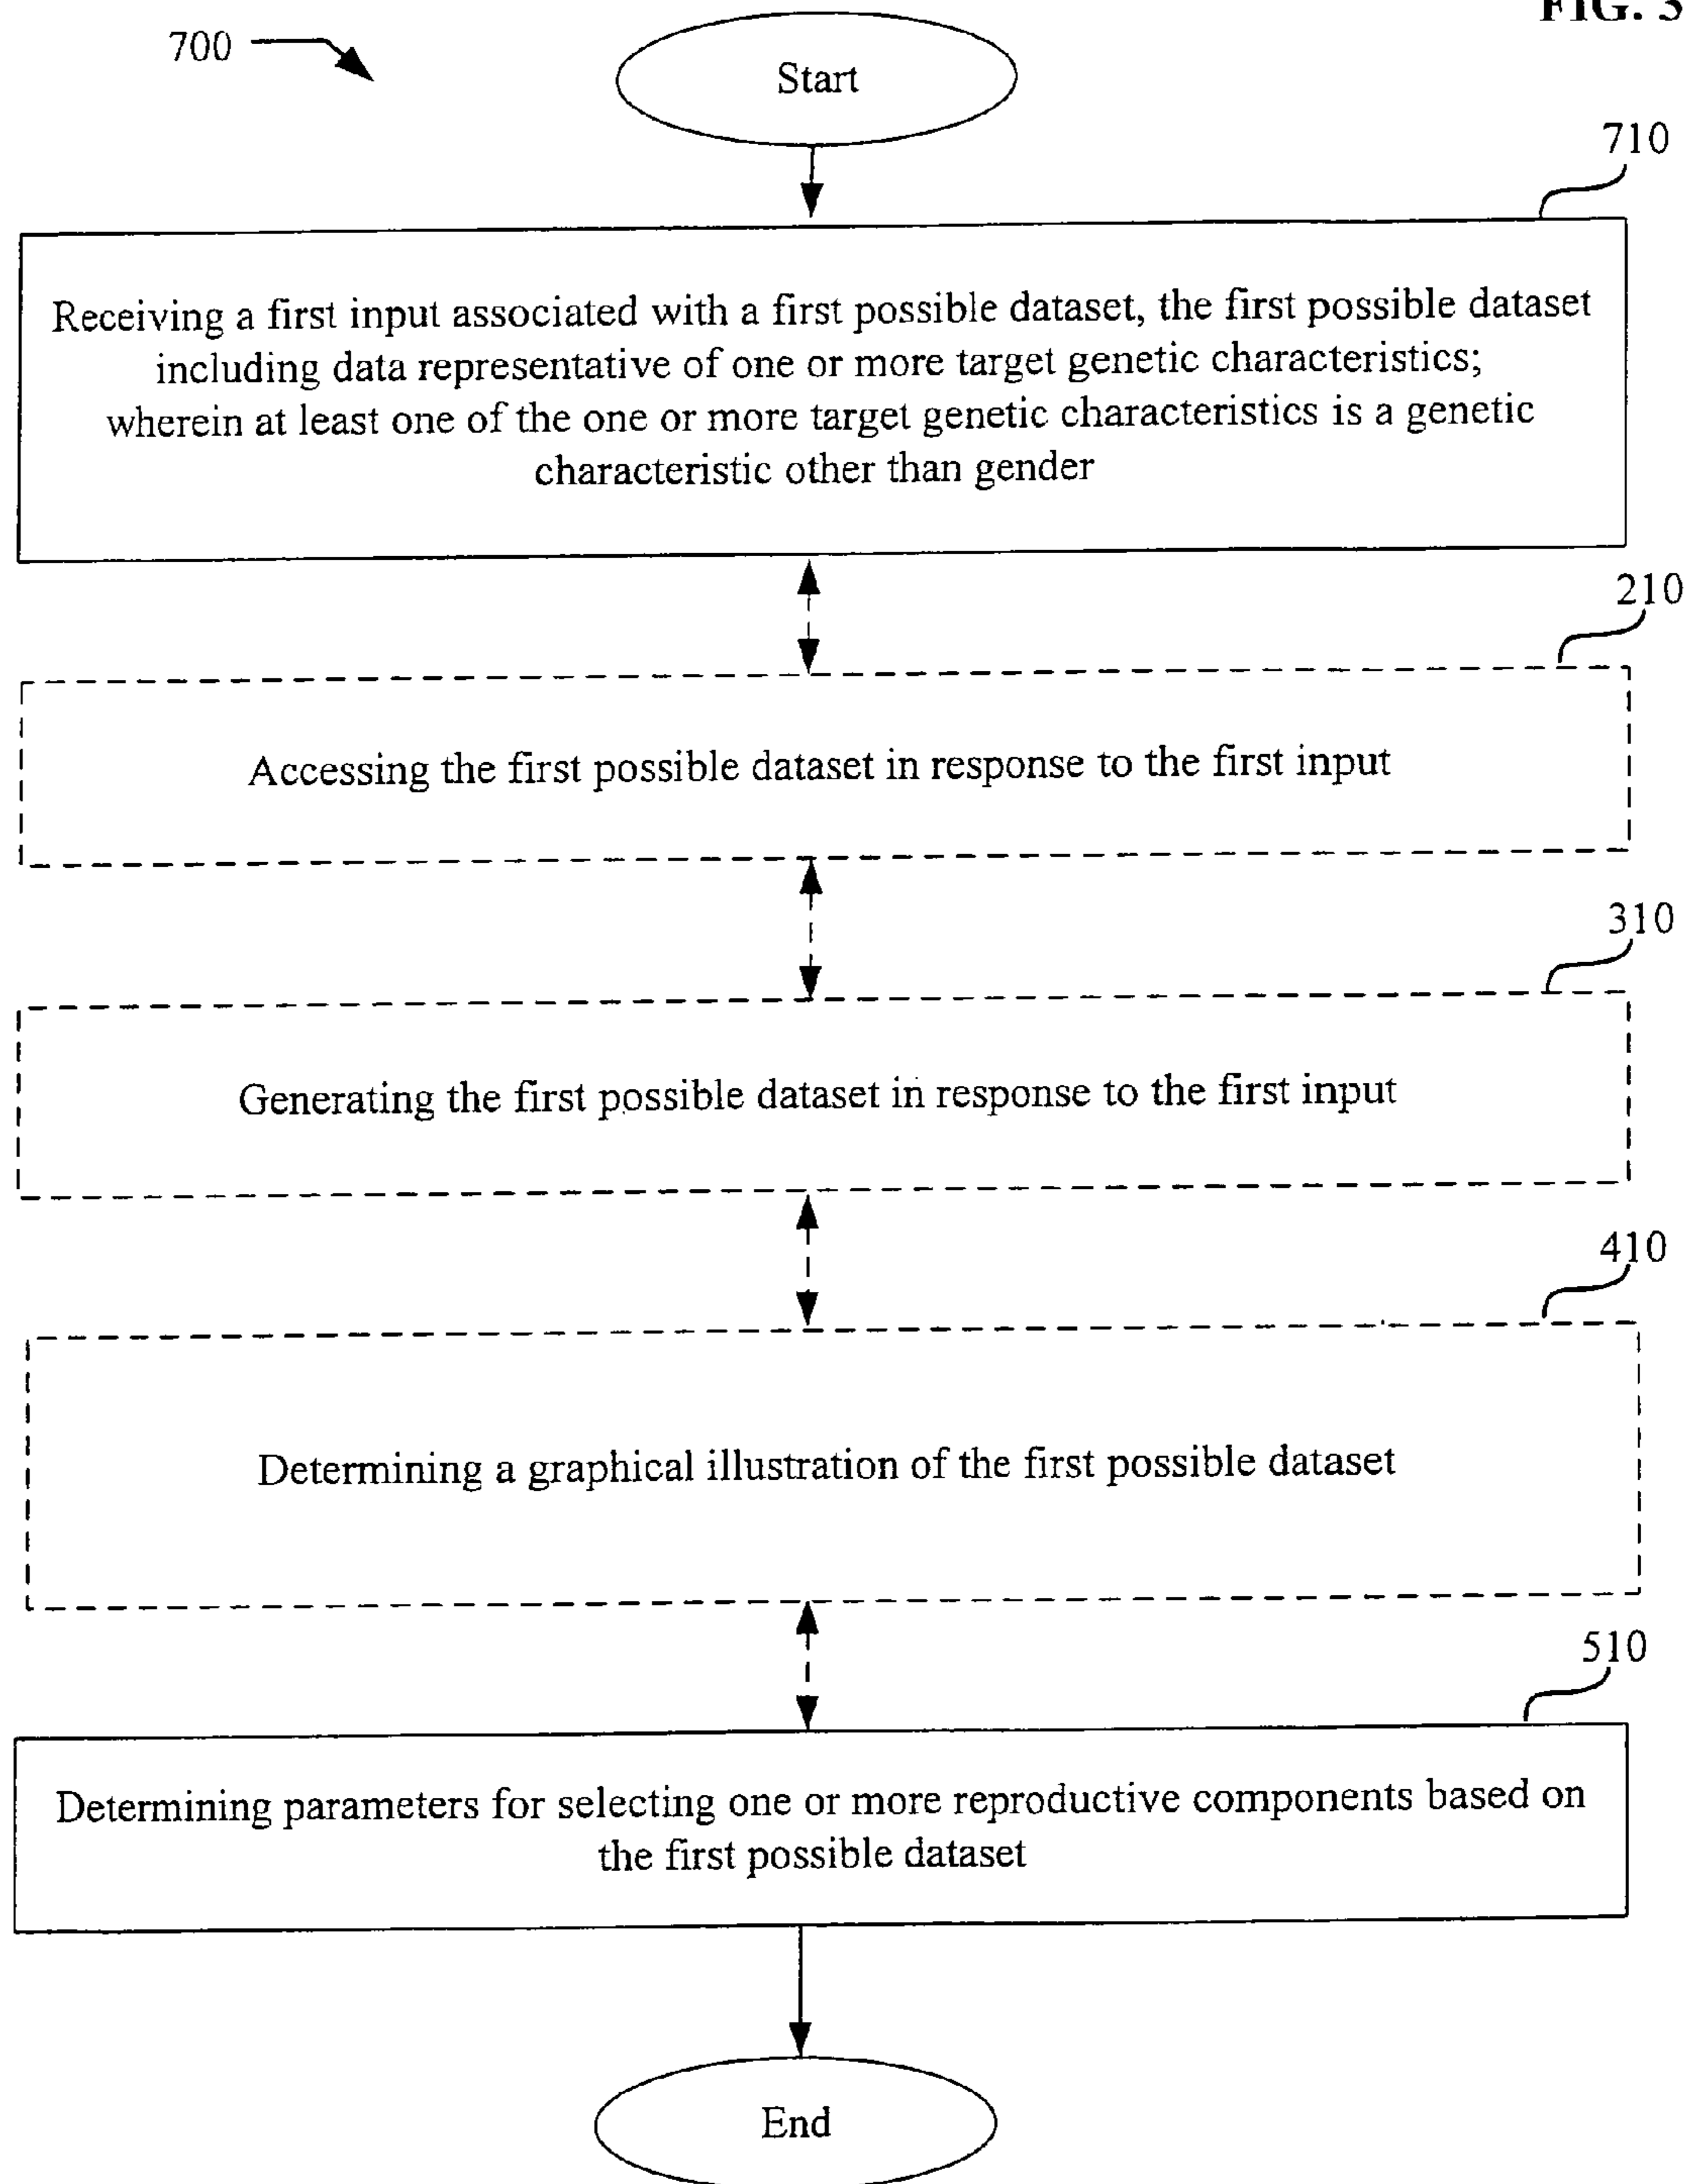 FIG. 3
700
Start
710
Receiving a first input associated with a first possible dataset, the first possible dataset
including data representative of one or more target genetic characteristics;
wherein at least one of the one or more target genetic characteristics is a genetic
characteristic other than gender
210
Accessing the first possible dataset in response to the first input
310
Generating the first possible dataset in response to the first input
410
Determining a graphical illustration of the first possible dataset
510
Determining parameters for selecting one or more reproductive components based on
the first possible dataset
End